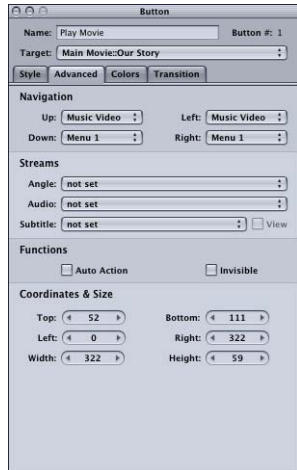 Button
Name: Play Movie Button #: 1
Target: Main Movie::Our Story
Style Advanced Colors Transition
Navigation
Up: Music Video Left: Music Video
Down: Menu 1 Right: Menu 1
Streams
Angle: not set
Audio: not set
Subtitle: not set View
Functions
Auto Action Invisible
Coordinates & Size
Top: 52 Bottom: 111
Left: 0 Right: 322
Width: 322 Height: 59